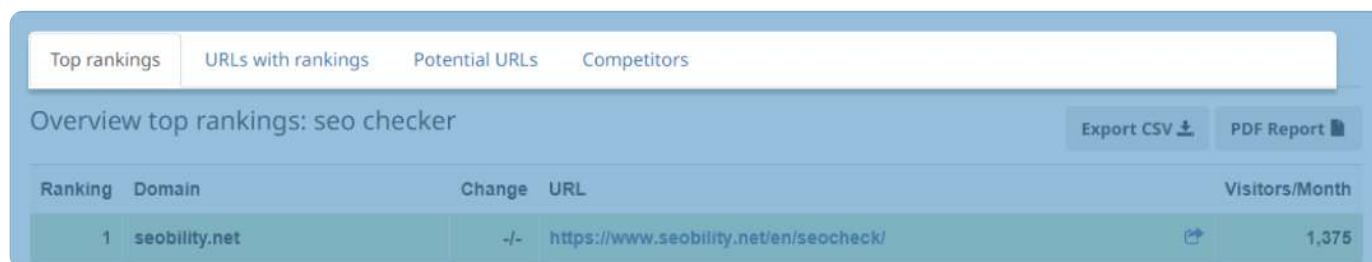 Top rankings URLs with rankings Potential URLs Competitors
Overview top rankings: seo checker Export CSV PDF Report
Ranking Domain Change URL Visitors/Month
1 seobility.net -/- https://www.seobility.net/en/seocheck/ 1,375